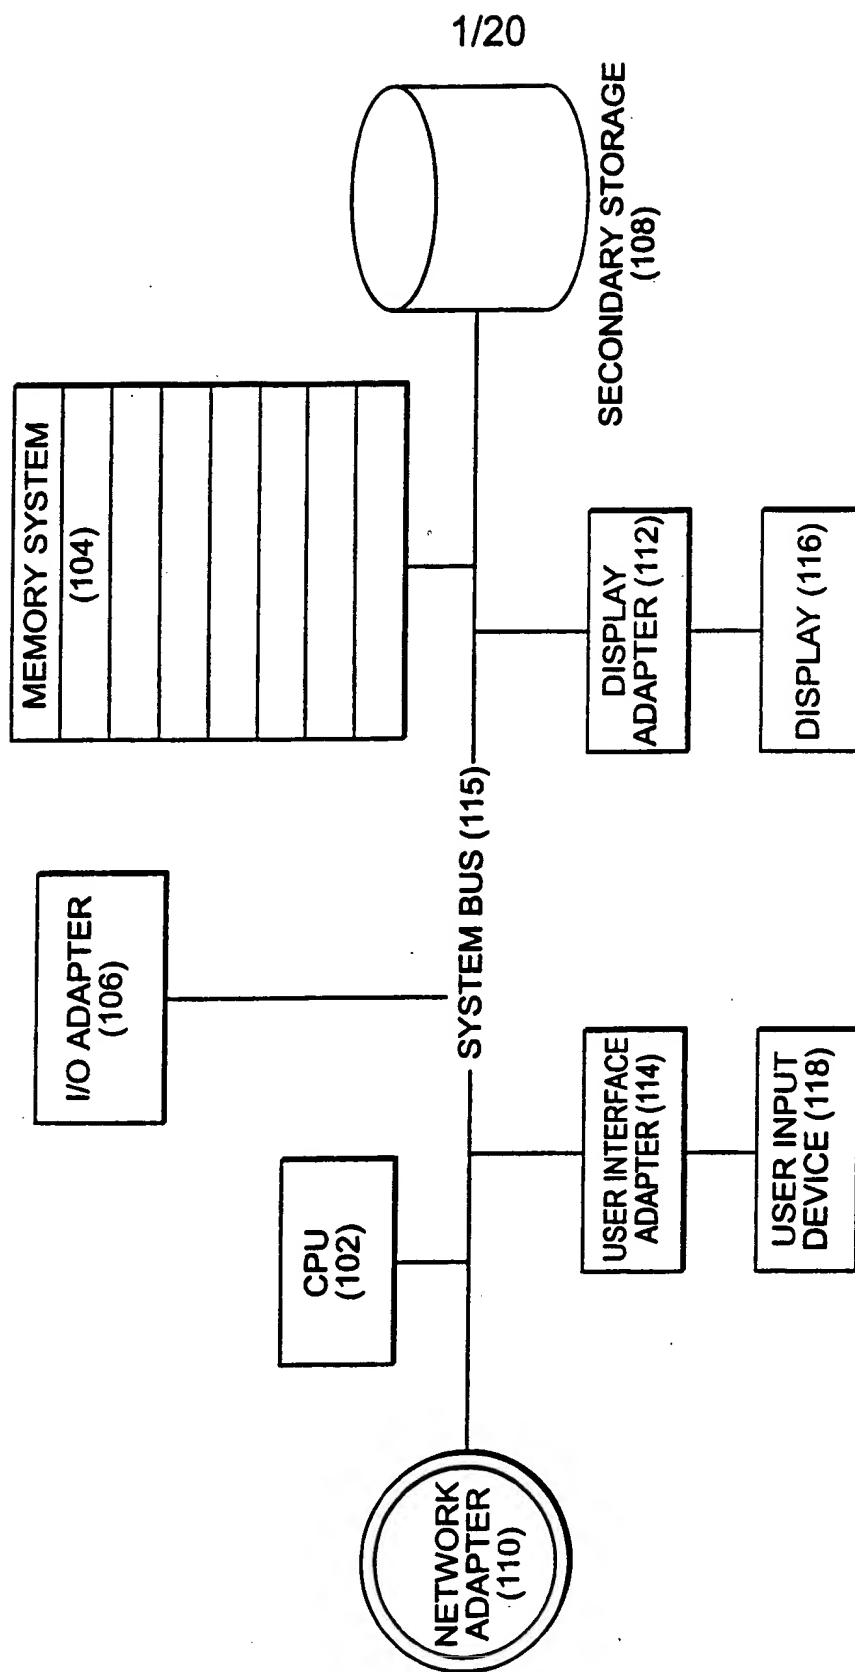 1/20
MEMORY SYSTEM
(104)
I/O ADAPTER
(106)
CPU
(102)
NETWORK
ADAPTER
(110)
SYSTEM BUS (115)
SECONDARY STORAGE
(108)
USER INTERFACE
ADAPTER (114)
DISPLAY
ADAPTER (112)
USER INPUT
DEVICE (118)
DISPLAY (116)